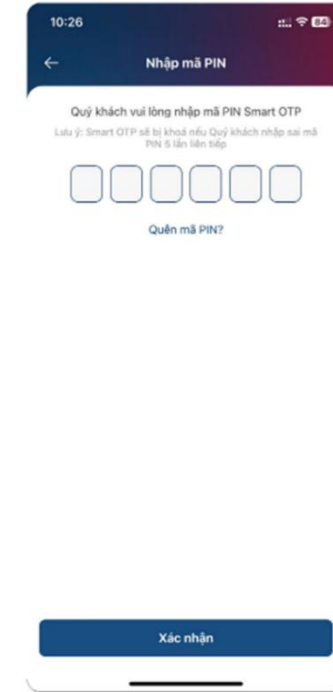 10:26
84
Nhập mã PIN
Quý khách vui lòng nhập mã PIN Smart OTP
Lưu ý: Smart OTP sẽ bị khoá nếu Quý khách nhập sai mã
PIN 5 lần liên tiếp
Quên mã PIN?
Xác nhận